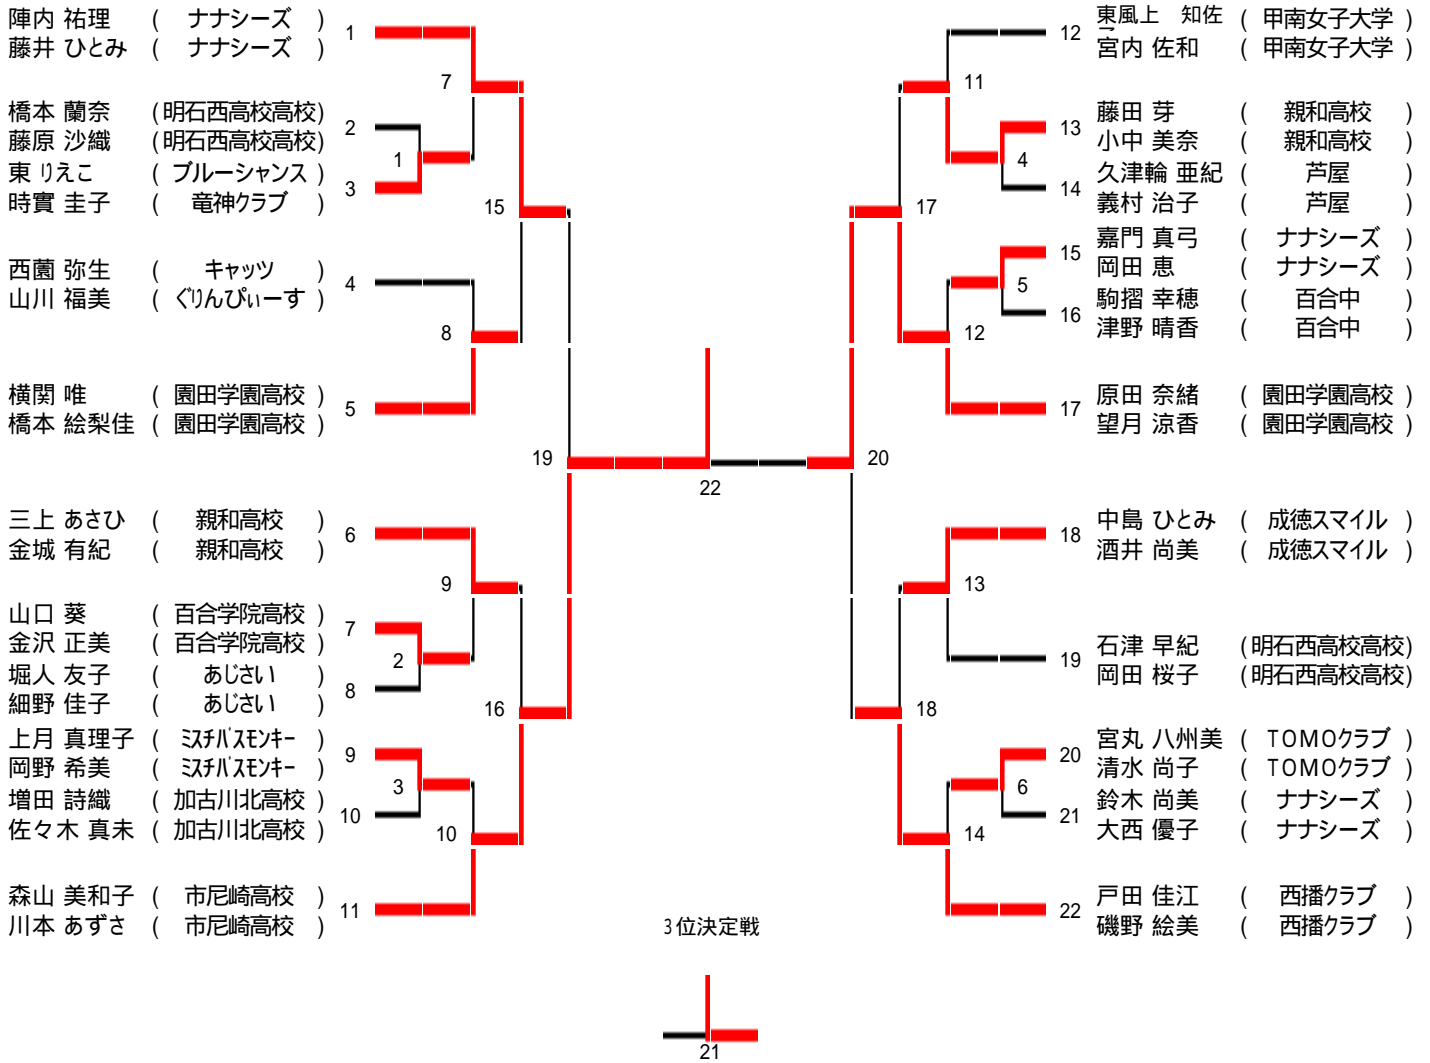 陣内 祐理 ( ナナシーズ )
藤井 ひとみ ( ナナシーズ )
1
7
橋本 蘭奈 (明石西高校高校)
藤原 沙織 (明石西高校高校)
2
1
東 りえこ ( ブルーシャンス )
時實 圭子 ( 竜神クラブ )
3
15
西薗 弥生 ( キャッツ )
山川 福美 ( ぐりんぴぃーす )
4
8
横関 唯 ( 園田学園高校 )
橋本 絵梨佳 ( 園田学園高校 )
5
19
三上 あさひ ( 親和高校 )
金城 有紀 ( 親和高校 )
6
9
山口 葵 ( 百合学院高校 )
金沢 正美 ( 百合学院高校 )
7
2
堀人 友子 ( あじさい )
細野 佳子 ( あじさい )
8
16
上月 真理子 ( ミスチバスモンキー )
岡野 希美 ( ミスチバスモンキー )
9
3
増田 詩織 ( 加古川北高校 )
佐々木 真未 ( 加古川北高校 )
10
10
森山 美和子 ( 市尼崎高校 )
川本 あずさ ( 市尼崎高校 )
11
22
3位決定戦
21
12
東風上 知佐 ( 甲南女子大学 )
宮内 佐和 ( 甲南女子大学 )
11
13
藤田 芽 ( 親和高校 )
小中 美奈 ( 親和高校 )
4
14
久津輪 亜紀 ( 芦屋 )
義村 治子 ( 芦屋 )
17
15
嘉門 真弓 ( ナナシーズ )
岡田 恵 ( ナナシーズ )
5
16
駒摺 幸穂 ( 百合中 )
津野 晴香 ( 百合中 )
12
17
原田 奈緒 ( 園田学園高校 )
望月 涼香 ( 園田学園高校 )
20
18
中島 ひとみ ( 成徳スマイル )
酒井 尚美 ( 成徳スマイル )
13
19
石津 早紀 (明石西高校高校)
岡田 桜子 (明石西高校高校)
18
20
宮丸 八州美 ( TOMOクラブ )
清水 尚子 ( TOMOクラブ )
6
21
鈴木 尚美 ( ナナシーズ )
大西 優子 ( ナナシーズ )
14
22
戸田 佳江 ( 西播クラブ )
磯野 絵美 ( 西播クラブ )